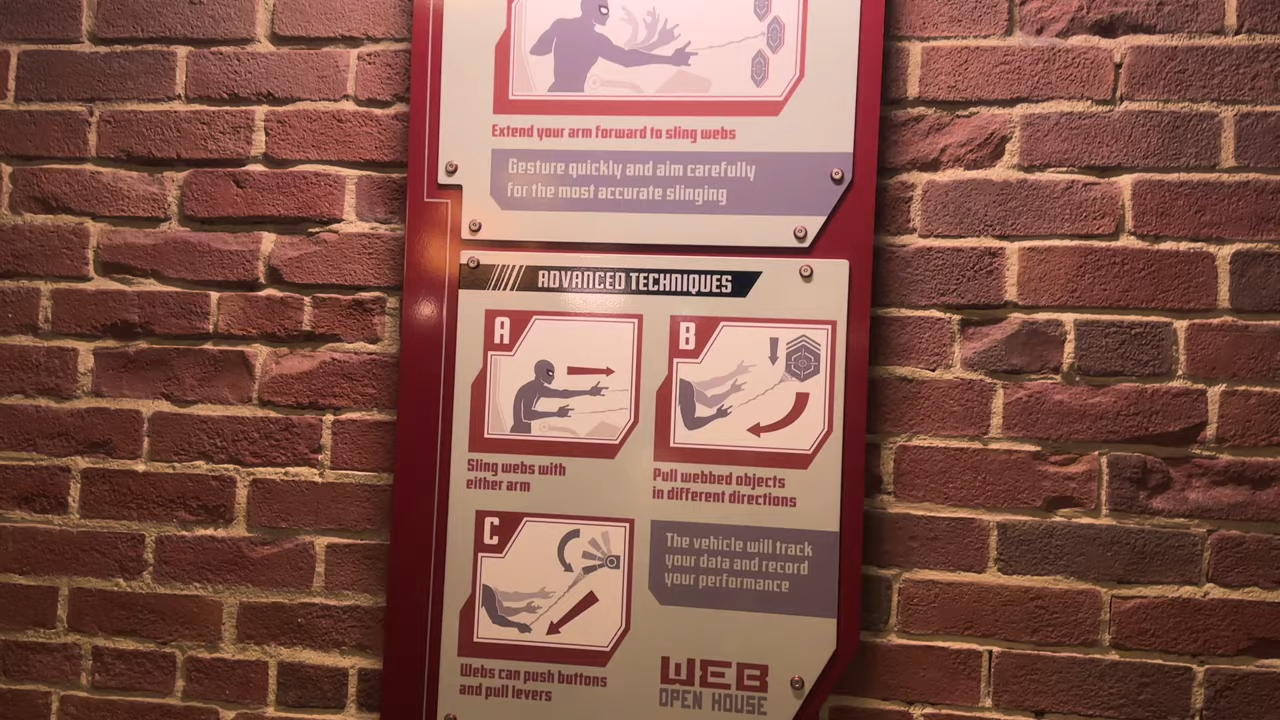 Extend your arm forward to sling webs
Gesture quickly and aim carefully
for the most accurate slinging
ADVANCED TECHNIQUES
A
B
Sling webs with
either arm
Pull webbed objects
in different directions
C
The vehicle will track
your data and record
your performance
Webs can push buttons
and pull levers
WEB
OPEN HOUSE